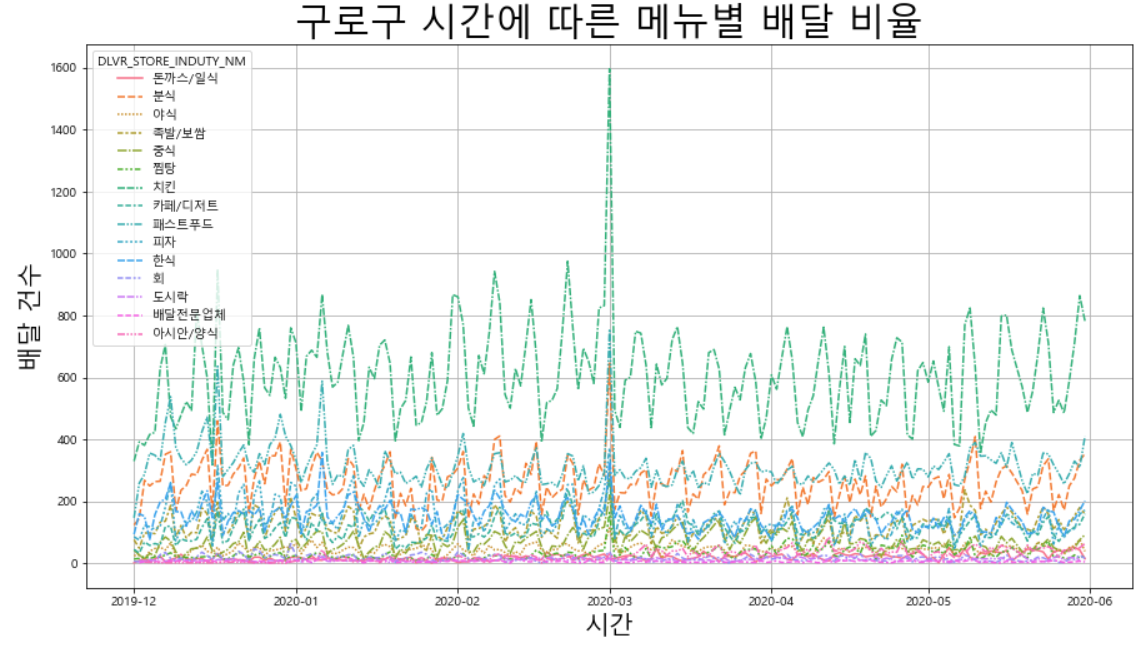 구로구 시간에 따른 메뉴별 배달 비율
DLVR_STORE_INDUTY_NM
돈까스/일식
분식
야식
족발/보쌈
중식
찜탕
치킨
카페/디저트
패스트푸드
피자
한식
회
도시락
배달전문업체
아시안/양식
배달 건수
1600
1400
1200
1000
800
600
400
200
0
2019-12
2020-01
2020-02
2020-03
2020-04
2020-05
2020-06
시간